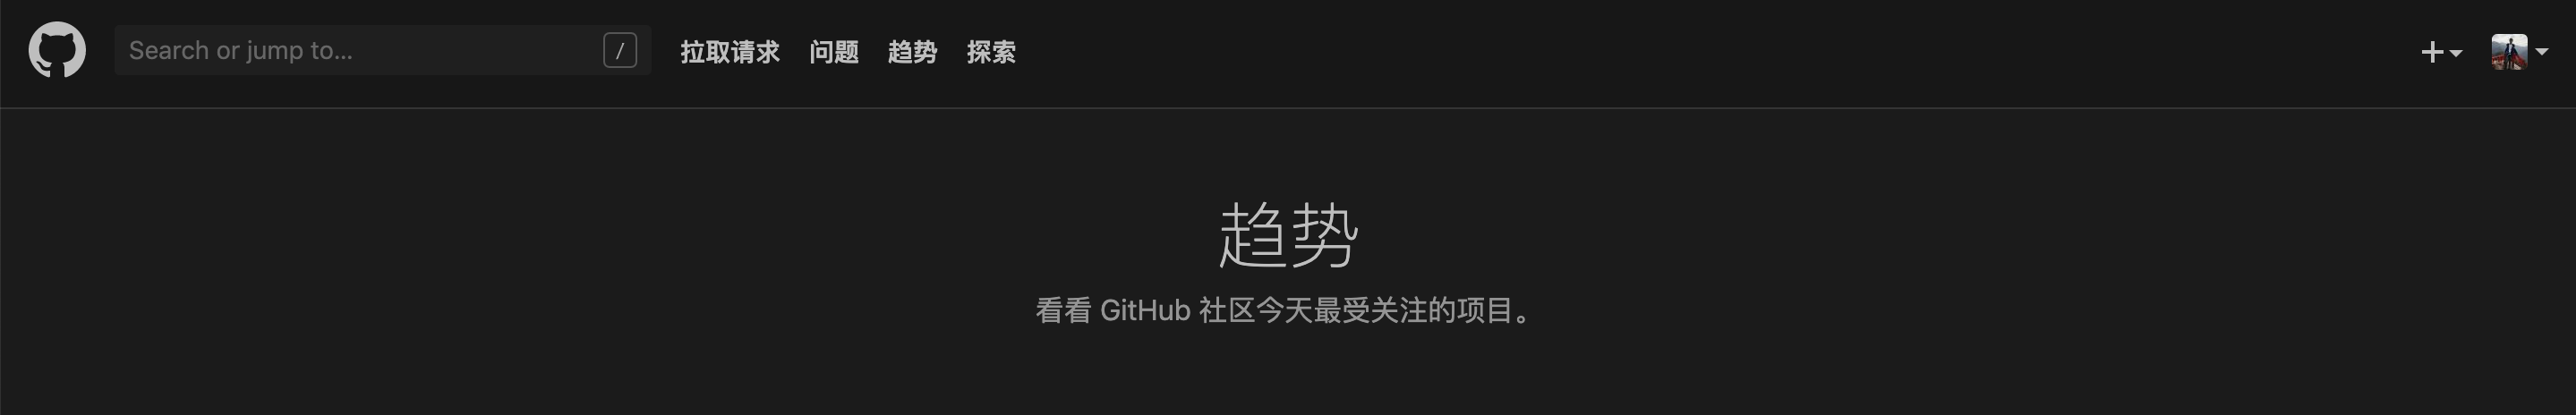 Search or jump to... / 拉取请求 问题 趋势 探索
趋势
看看 GitHub 社区今天最受关注的项目。